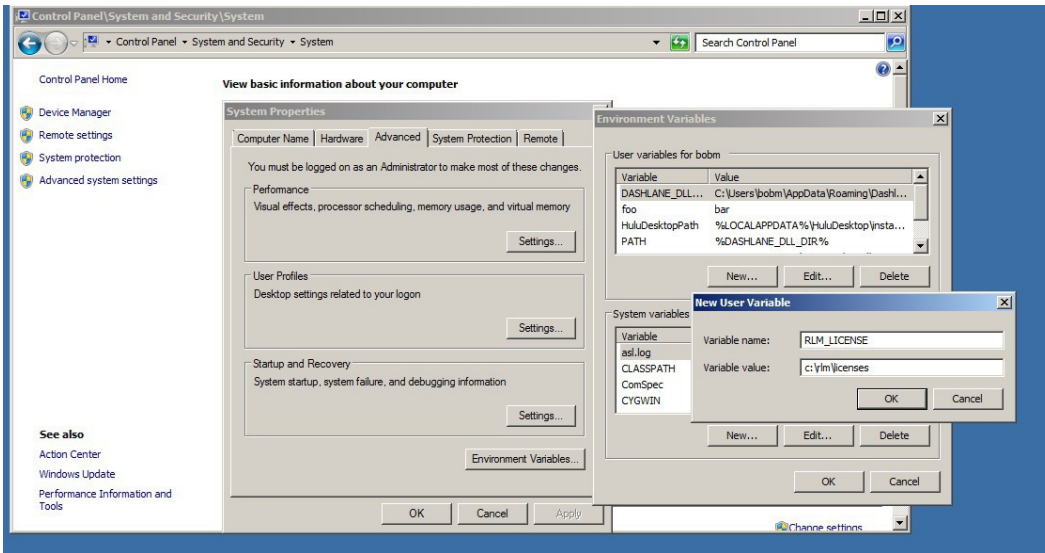 Control Panel\System and Security\System
Control Panel System and Security System
Search Control Panel
Control Panel Home
Device Manager
Remote settings
System protection
Advanced system settings
See also
Action Center
Windows Update
Performance Information and
Tools
View basic information about your computer
System Properties
Computer Name Hardware Advanced System Protection Remote
You must be logged on as an Administrator to make most of these changes.
Performance
Visual effects, processor scheduling, memory usage, and virtual memory
Settings...
User Profiles
Desktop settings related to your logon
Settings...
Startup and Recovery
System startup, system failure, and debugging information
Settings...
Environment Variables...
OK Cancel Apply
Environment Variables
User variables for bobm
Variable Value
DASHLANE_DLL... C:\Users\bobm\AppData\Roaming\Dashl...
foo bar
HuluDesktopPath %LOCALAPPDATA%\HuluDesktop\insta...
PATH %DASHLANE_DLL_DIR%
New... Edit... Delete
System variables
Variable
asl.log
CLASSPATH
ComSpec
CYGWIN
New... Edit... Delete
OK Cancel
New User Variable
Variable name: RLM_LICENSE
Variable value: c:\rlm\licenses
OK Cancel
Change settings